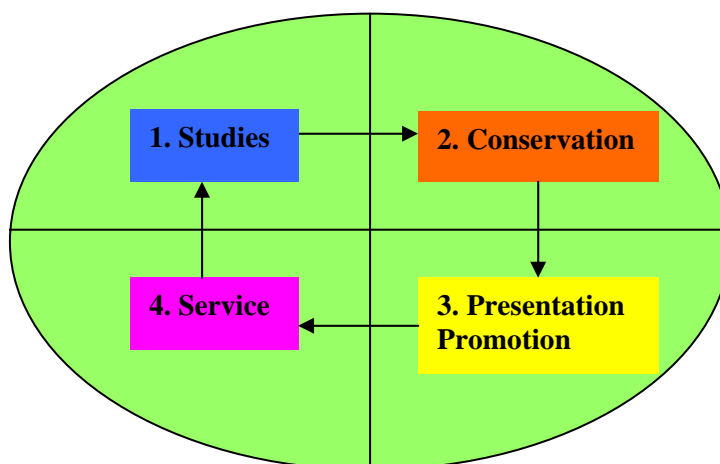 1. Studies
2. Conservation
3. Presentation
Promotion
4. Service